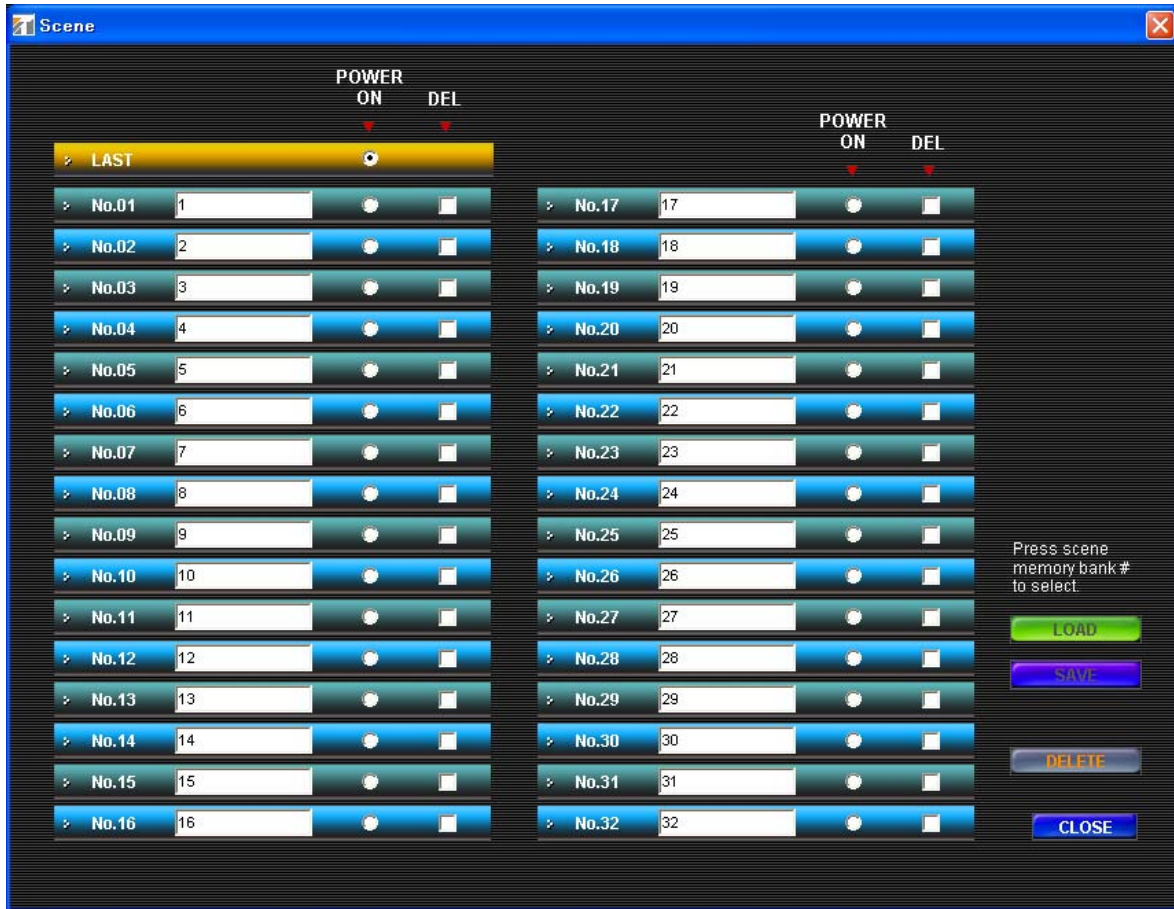 Scene
POWER
ON DEL
LAST
No.01 1
No.02 2
No.03 3
No.04 4
No.05 5
No.06 6
No.07 7
No.08 8
No.09 9
No.10 10
No.11 11
No.12 12
No.13 13
No.14 14
No.15 15
No.16 16
POWER
ON DEL
No.17 17
No.18 18
No.19 19
No.20 20
No.21 21
No.22 22
No.23 23
No.24 24
No.25 25
No.26 26
No.27 27
No.28 28
No.29 29
No.30 30
No.31 31
No.32 32
Press scene
memory bank #
to select.
LOAD
SAVE
DELETE
CLOSE